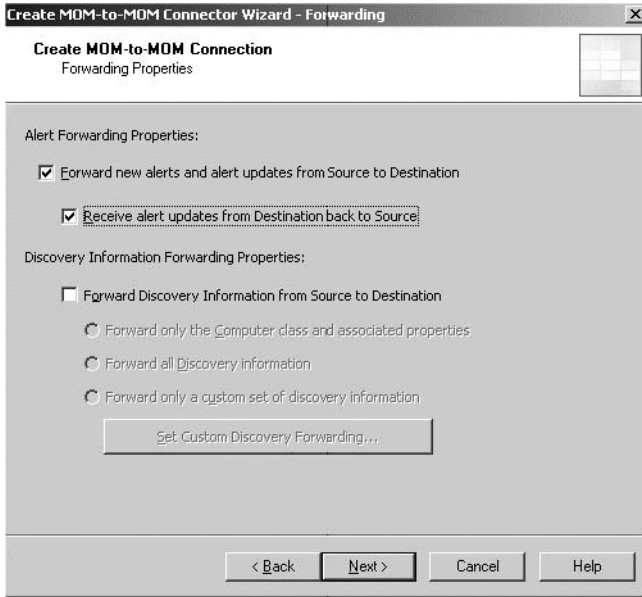 Create MOM-to-MOM Connector Wizard - Forwarding
Create MOM-to-MOM Connection
Forwarding Properties
Alert Forwarding Properties:
Forward new alerts and alert updates from Source to Destination
Receive alert updates from Destination back to Source
Discovery Information Forwarding Properties:
Forward Discovery Information from Source to Destination
Forward only the Computer class and associated properties
Forward all Discovery information
Forward only a custom set of discovery information
Set Custom Discovery Forwarding...
< Back Next > Cancel Help